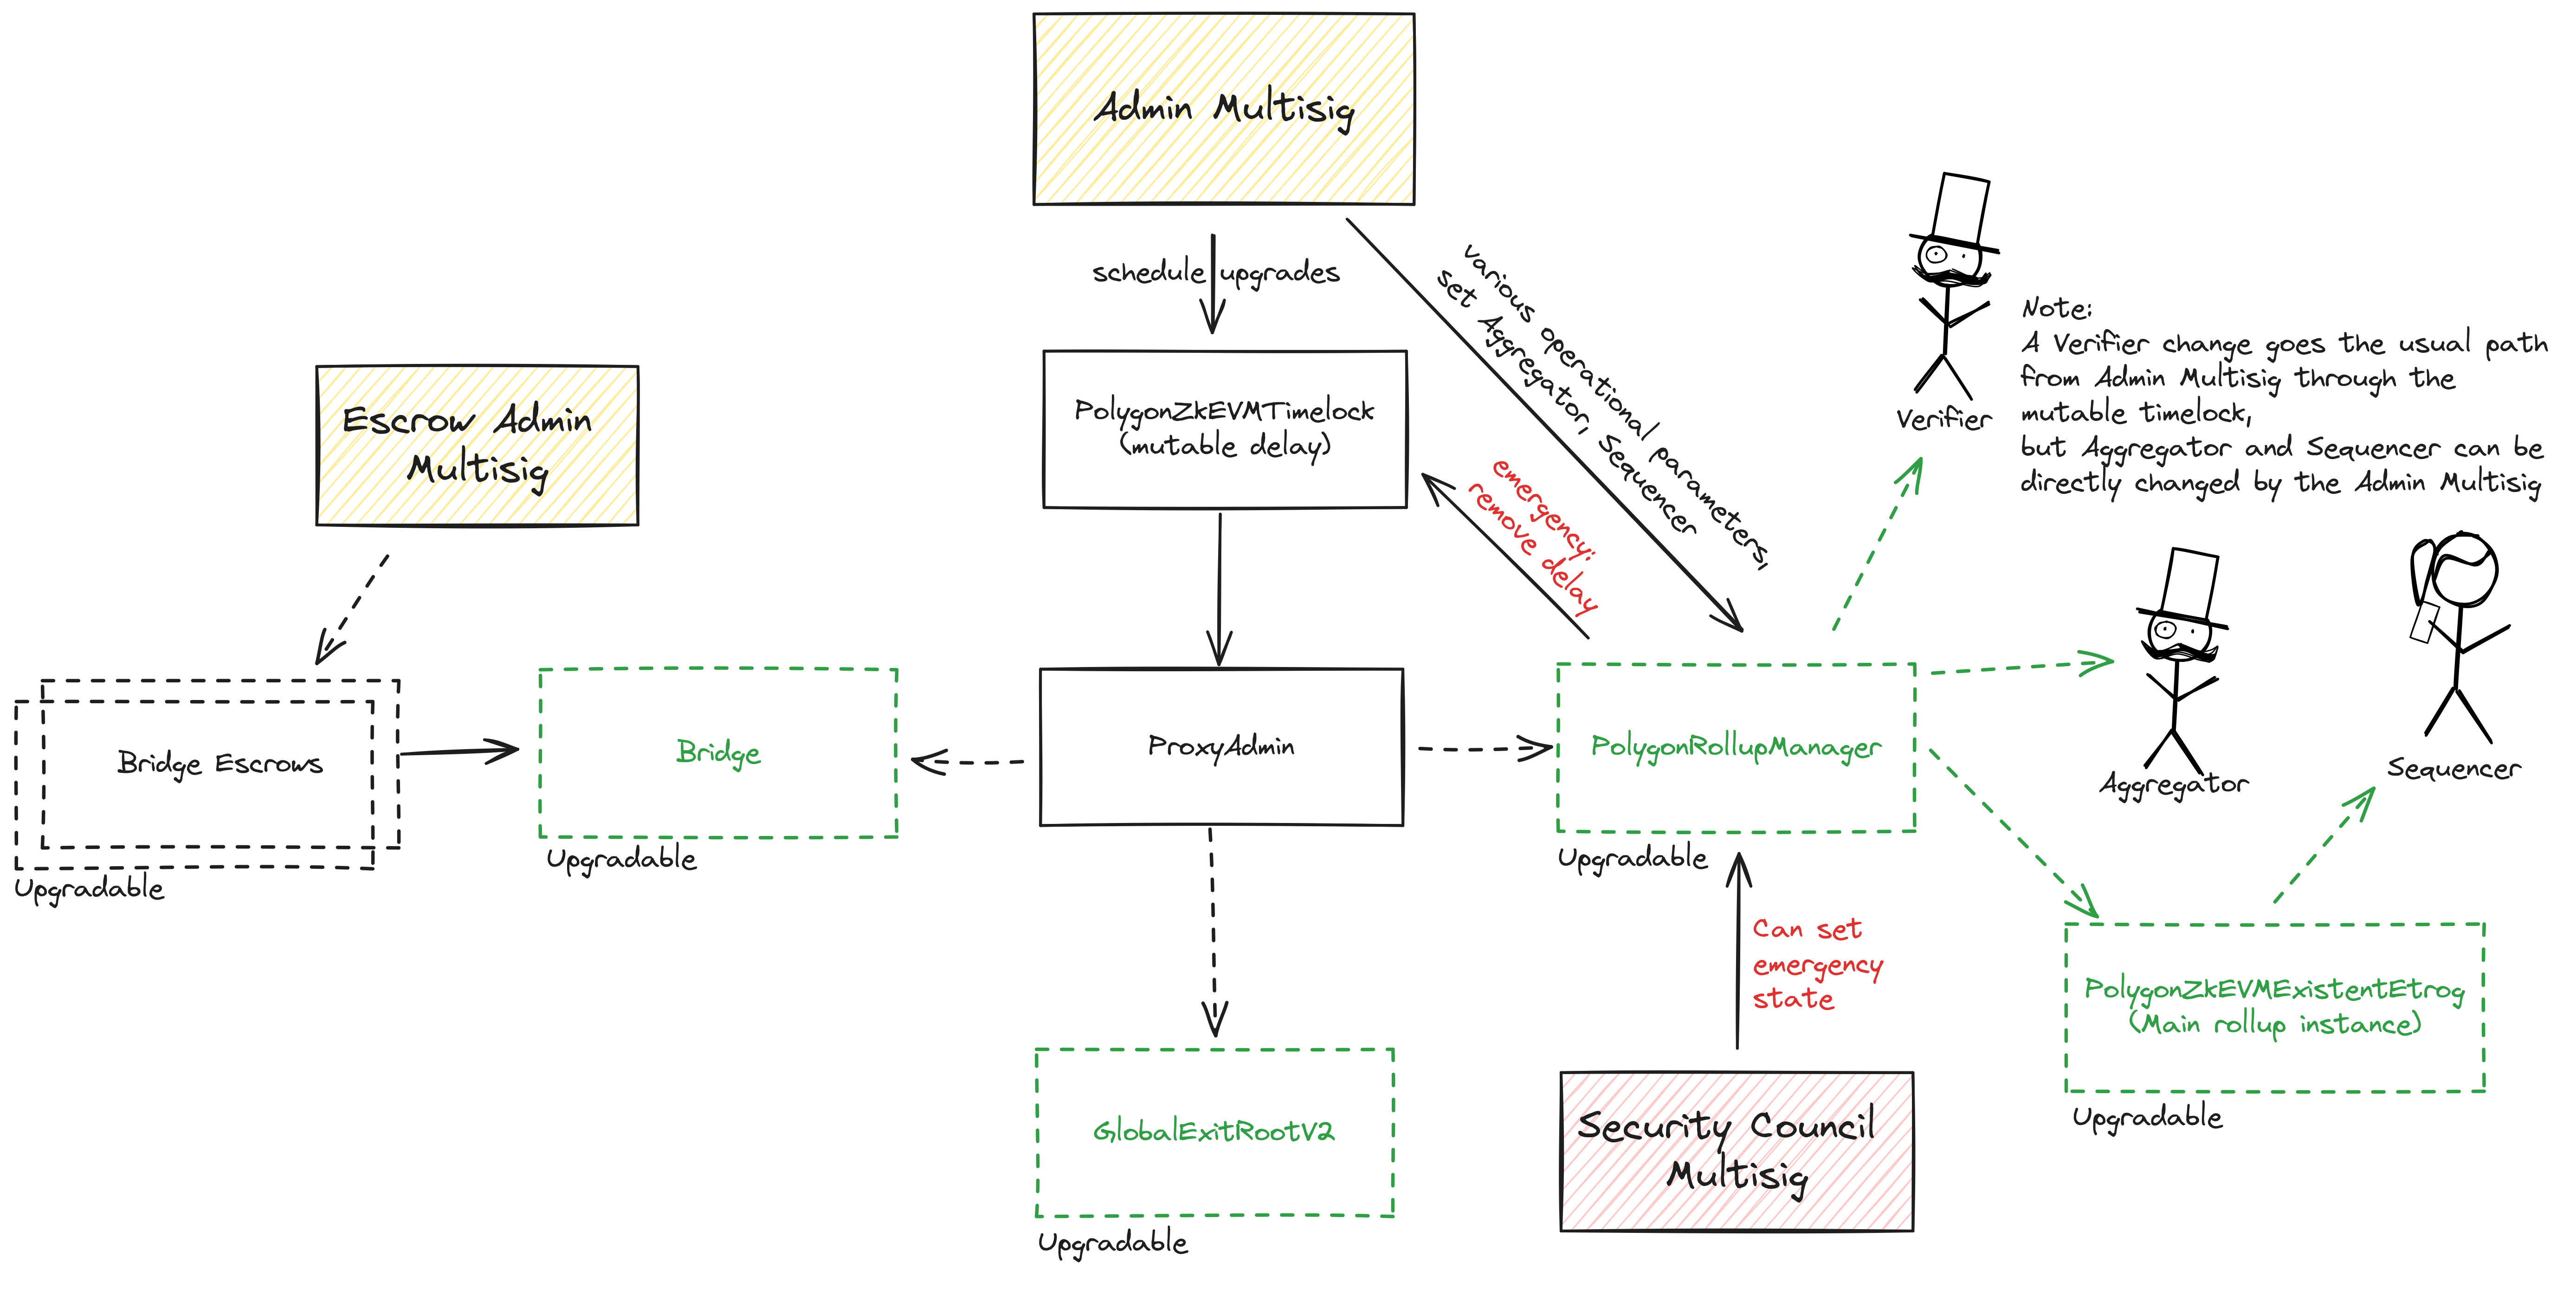 Admin Multisig
schedule upgrades
various operational parameters,
set Aggregator, Sequencer
Note:
A Verifier change goes the usual path
from Admin Multisig through the
mutable timelock,
but Aggregator and Sequencer can be
directly changed by the Admin Multisig
Verifier
Escrow Admin
Multisig
PolygonZkEVMTimelock
(mutable delay)
emergency:
remove delay
Bridge Escrows
Upgradable
Bridge
Upgradable
ProxyAdmin
PolygonRollupManager
Upgradable
Aggregator
Sequencer
Can set
emergency
state
PolygonZkEVMExistentEtrog
(Main rollup instance)
Upgradable
GlobalExitRootV2
Upgradable
Security Council
Multisig